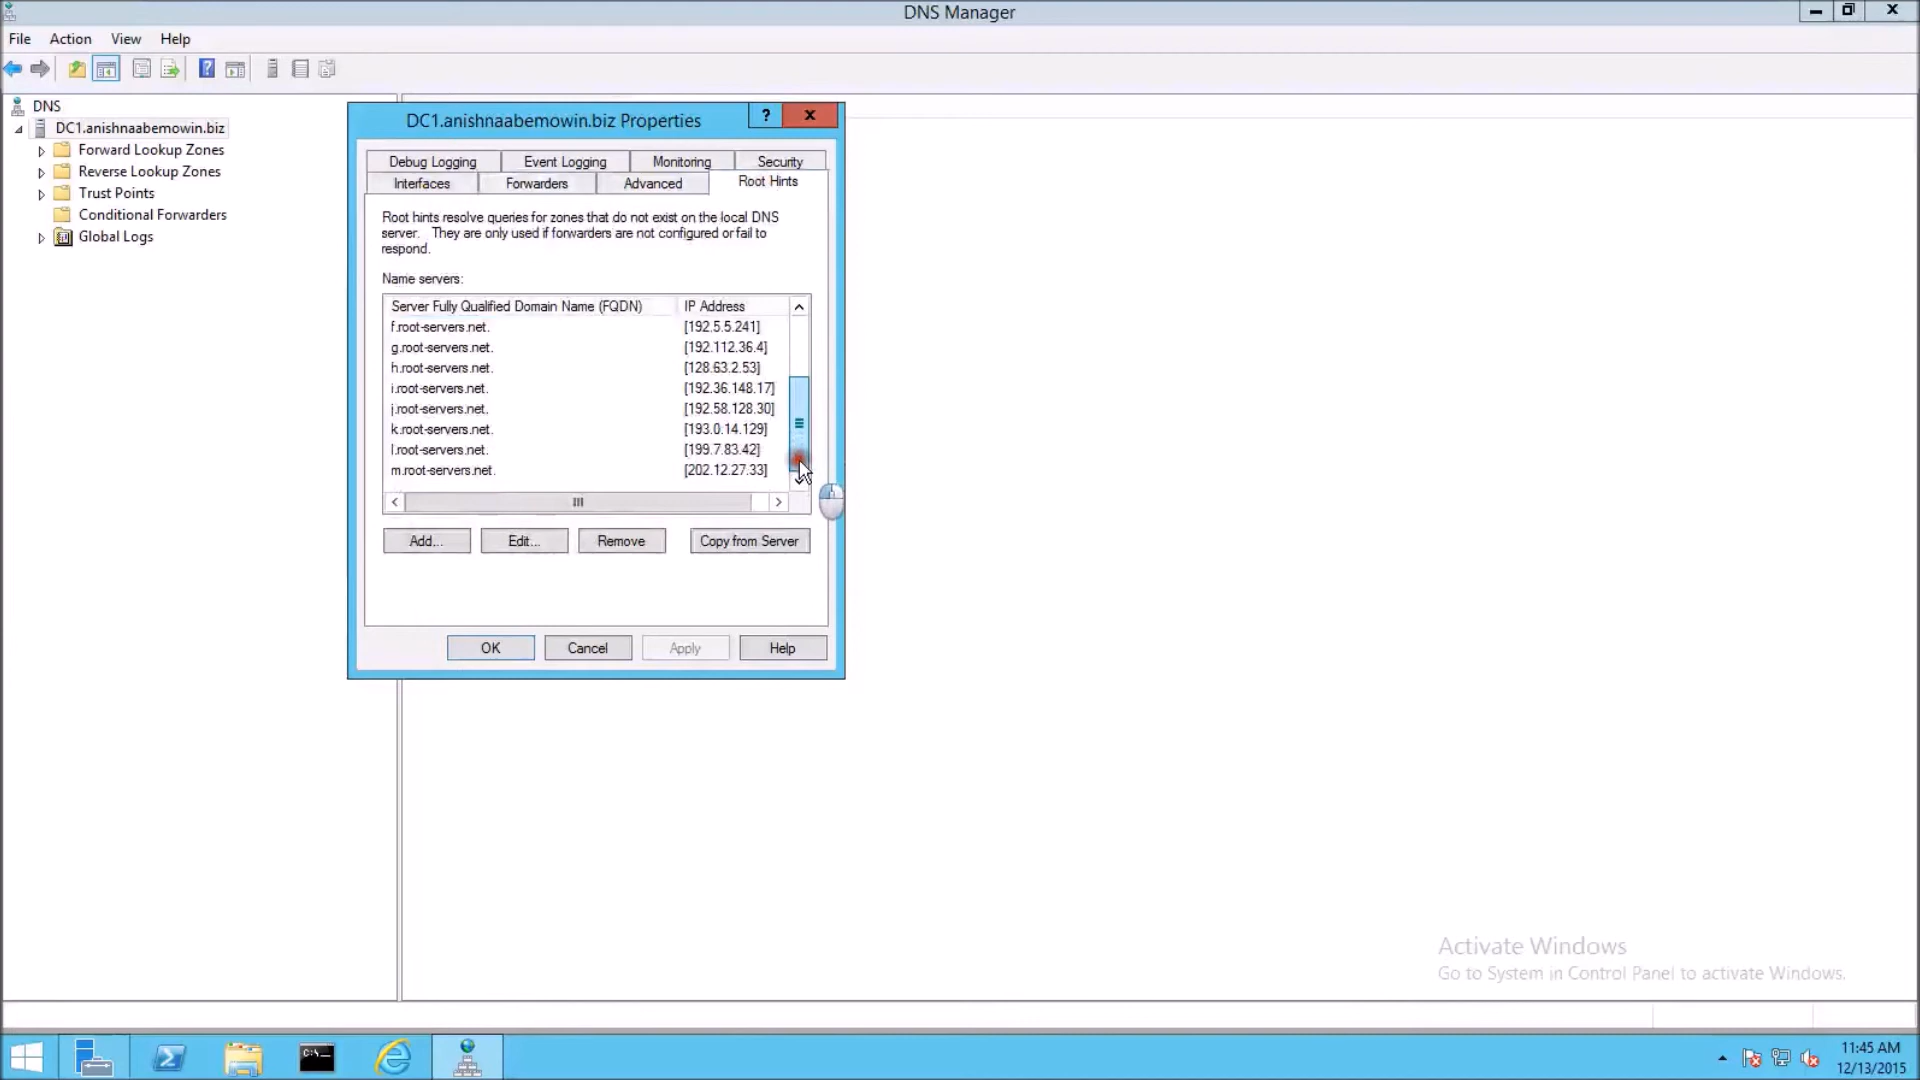 DNS Manager
File Action View Help
DNS
DC1.anishnaabemowin.biz
Forward Lookup Zones
Reverse Lookup Zones
Trust Points
Conditional Forwarders
Global Logs
DC1.anishnaabemowin.biz Properties
?
Debug Logging Event Logging Monitoring Security
Interfaces Forwarders Advanced Root Hints
Root hints resolve queries for zones that do not exist on the local DNS
server. They are only used if forwarders are not configured or fail to
respond.
Name servers:
Server Fully Qualified Domain Name (FQDN) IP Address
f.root-servers.net. [192.5.5.241]
g.root-servers.net. [192.112.36.4]
h.root-servers.net. [128.63.2.53]
i.root-servers.net. [192.36.148.17]
j.root-servers.net. [192.58.128.30]
k.root-servers.net. [193.0.14.129]
l.root-servers.net. [199.7.83.42]
m.root-servers.net. [202.12.27.33]
Add... Edit... Remove Copy from Server
OK Cancel Apply Help
Activate Windows
Go to System in Control Panel to activate Windows.
C:\_
11:45 AM
12/13/2015